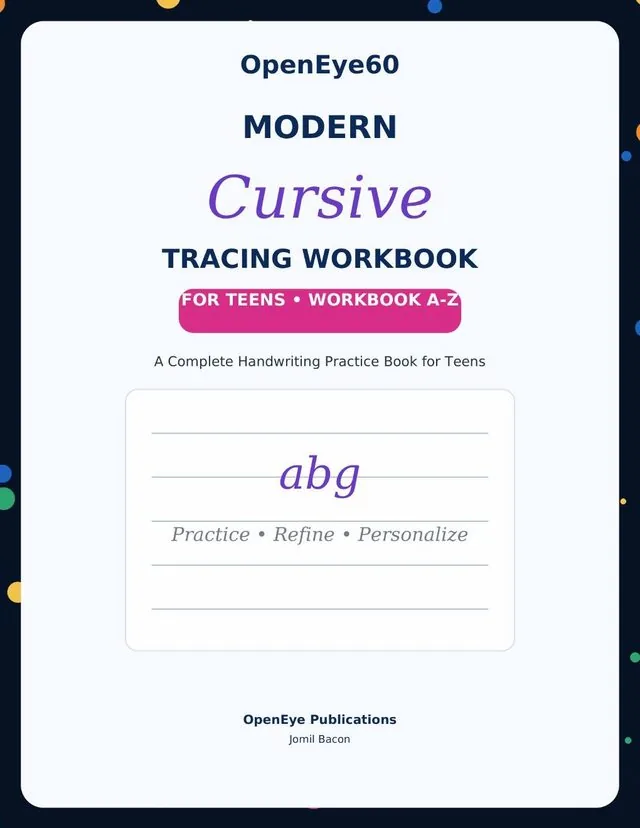 OpenEye60
MODERN
Cursive
TRACING WORKBOOK
FOR TEENS • WORKBOOK A-Z
A Complete Handwriting Practice Book for Teens
abg
Practice • Refine • Personalize
OpenEye Publications
Jomil Bacon